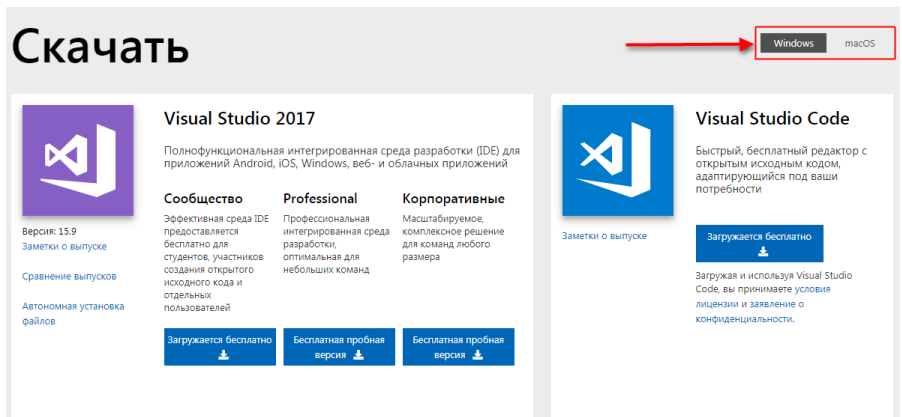 Скачать
Windows
macOS
Visual Studio 2017
Полнофункциональная интегрированная среда разработки (IDE) для
приложений Android, iOS, Windows, веб- и облачных приложений
Версия: 15.9
Заметки о выпуске
Сравнение выпусков
Автономная установка
файлов
Сообщество
Эффективная среда IDE
предоставляется
бесплатно для
студентов, участников
создания открытого
исходного кода и
отдельных
пользователей
Загружается бесплатно
Professional
Профессиональная
интегрированная среда
разработки,
оптимальная для
небольших команд
Бесплатная пробная
версия
Корпоративные
Масштабируемое,
комплексное решение
для команд любого
размера
Бесплатная пробная
версия
Visual Studio Code
Быстрый, бесплатный редактор с
открытым исходным кодом,
адаптирующийся под ваши
потребности
Заметки о выпуске
Загружается бесплатно
Загружая и используя Visual Studio
Code, вы принимаете условия
лицензии и заявление о
конфиденциальности.